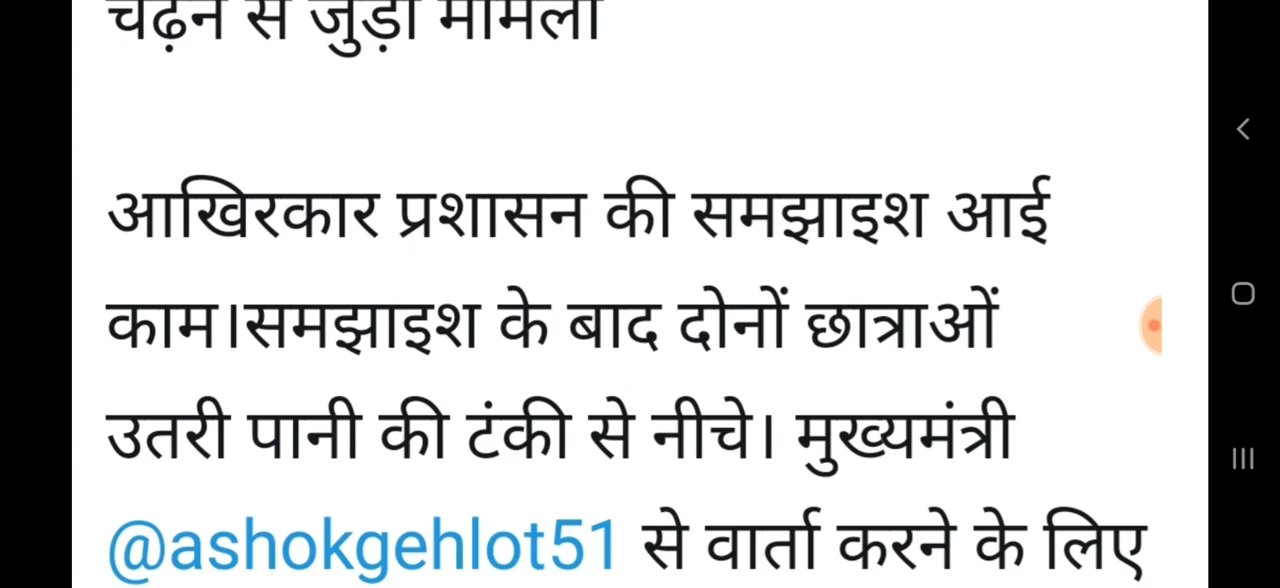 चढ़ने से जुड़ा मामला
आखिरकार प्रशासन की समझाइश आई
काम।समझाइश के बाद दोनों छात्राओं
उतरी पानी की टंकी से नीचे। मुख्यमंत्री
@ashokgehlot51 से वार्ता करने के लिए